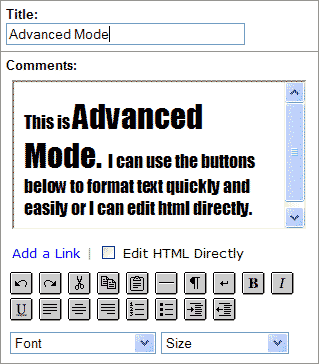 Title:
Advanced Mode
Comments:
This is Advanced
Mode. I can use the buttons
below to format text quickly and
easily or I can edit html directly.
Add a Link | Edit HTML Directly
¶ B I
U
Font Size